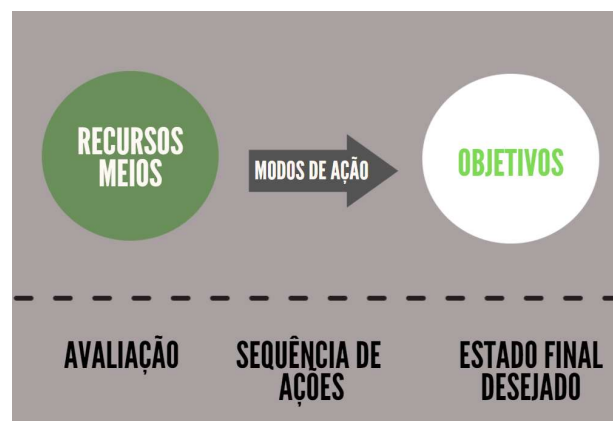 RECURSOS
MEIOS
MODOS DE AÇÃO
OBJETIVOS
AVALIAÇÃO
SEQUÊNCIA DE
AÇÕES
ESTADO FINAL
DESEJADO